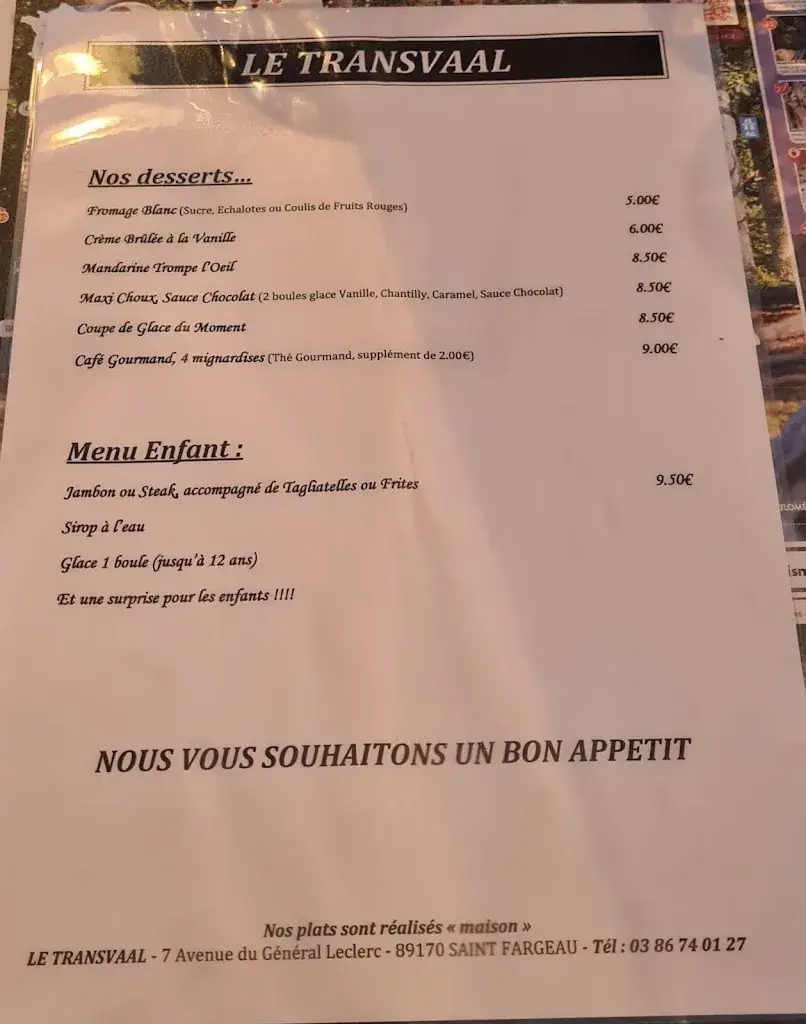 LE TRANSVAAL
Nos desserts...
Fromage Blanc (Sucre, Echalotes ou Coulis de Fruits Rouges) 5.00€
Crème Brûlée à la Vanille 6.00€
Mandarine Trompe l'Oeil 8.50€
Maxi Choux, Sauce Chocolat (2 boules glace Vanille, Chantilly, Caramel, Sauce Chocolat) 8.50€
Coupe de Glace du Moment 8.50€
Café Gourmand, 4 mignardises (Thé Gourmand, supplément de 2.00€) 9.00€
Menu Enfant :
Jambon ou Steak, accompagné de Tagliatelles ou Frites 9.50€
Sirop à l'eau
Glace 1 boule (jusqu'à 12 ans)
Et une surprise pour les enfants !!!!
NOUS VOUS SOUHAITONS UN BON APPETIT
Nos plats sont réalisés « maison »
LE TRANSVAAL - 7 Avenue du Général Leclerc - 89170 SAINT FARGEAU - Tél : 03 86 74 01 27